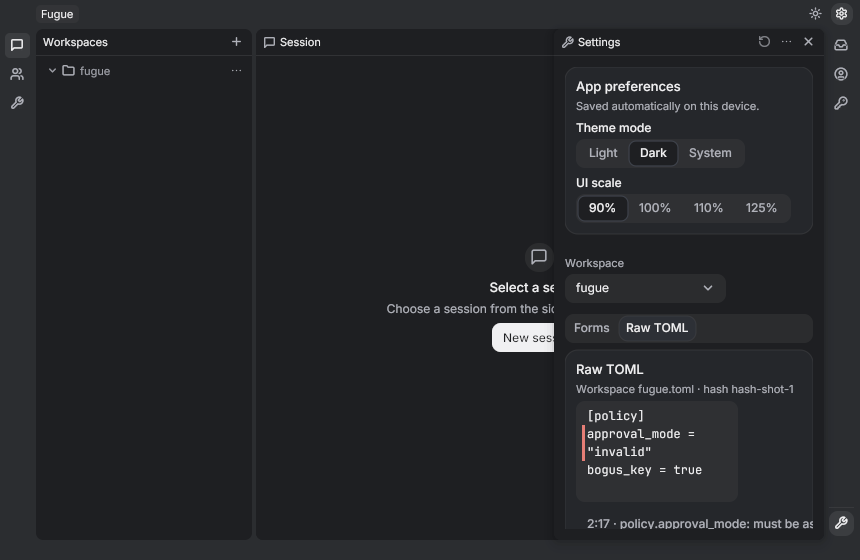 Fugue
Workspaces
fugue
Session
Select a se
Choose a session from the sid
New sess
Settings
App preferences
Saved automatically on this device.
Theme mode
Light Dark System
UI scale
90% 100% 110% 125%
Workspace
fugue
Forms Raw TOML
Raw TOML
Workspace fugue.toml · hash hash-shot-1
[policy]
approval_mode =
"invalid"
bogus_key = true
2:17 · policy.approval_mode: must be as